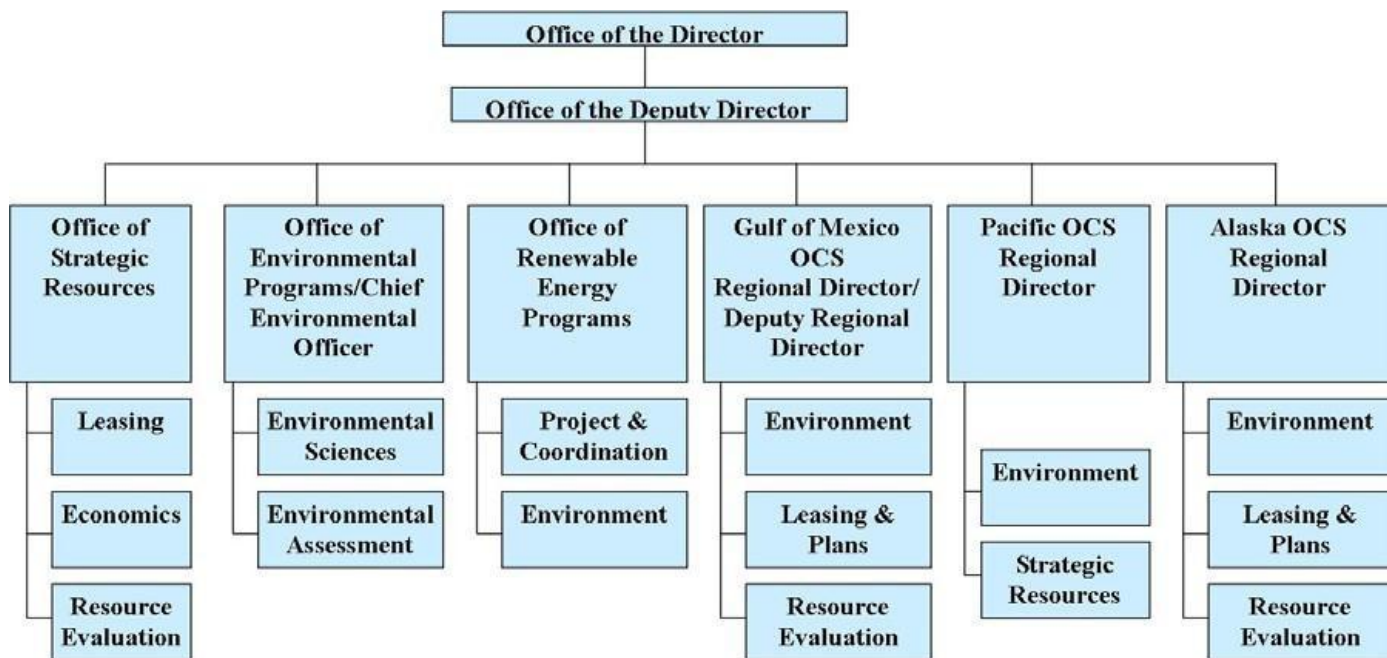 Office of the Director
Office of the Deputy Director
Office of
Strategic
Resources
Office of
Environmental
Programs/Chief
Environmental
Officer
Office of
Renewable
Energy
Programs
Gulf of Mexico
OCS
Regional Director/
Deputy Regional
Director
Pacific OCS
Regional
Director
Alaska OCS
Regional
Director
Leasing
Economics
Resource
Evaluation
Environmental
Sciences
Environmental
Assessment
Project &
Coordination
Environment
Environment
Leasing &
Plans
Resource
Evaluation
Environment
Strategic
Resources
Environment
Leasing &
Plans
Resource
Evaluation